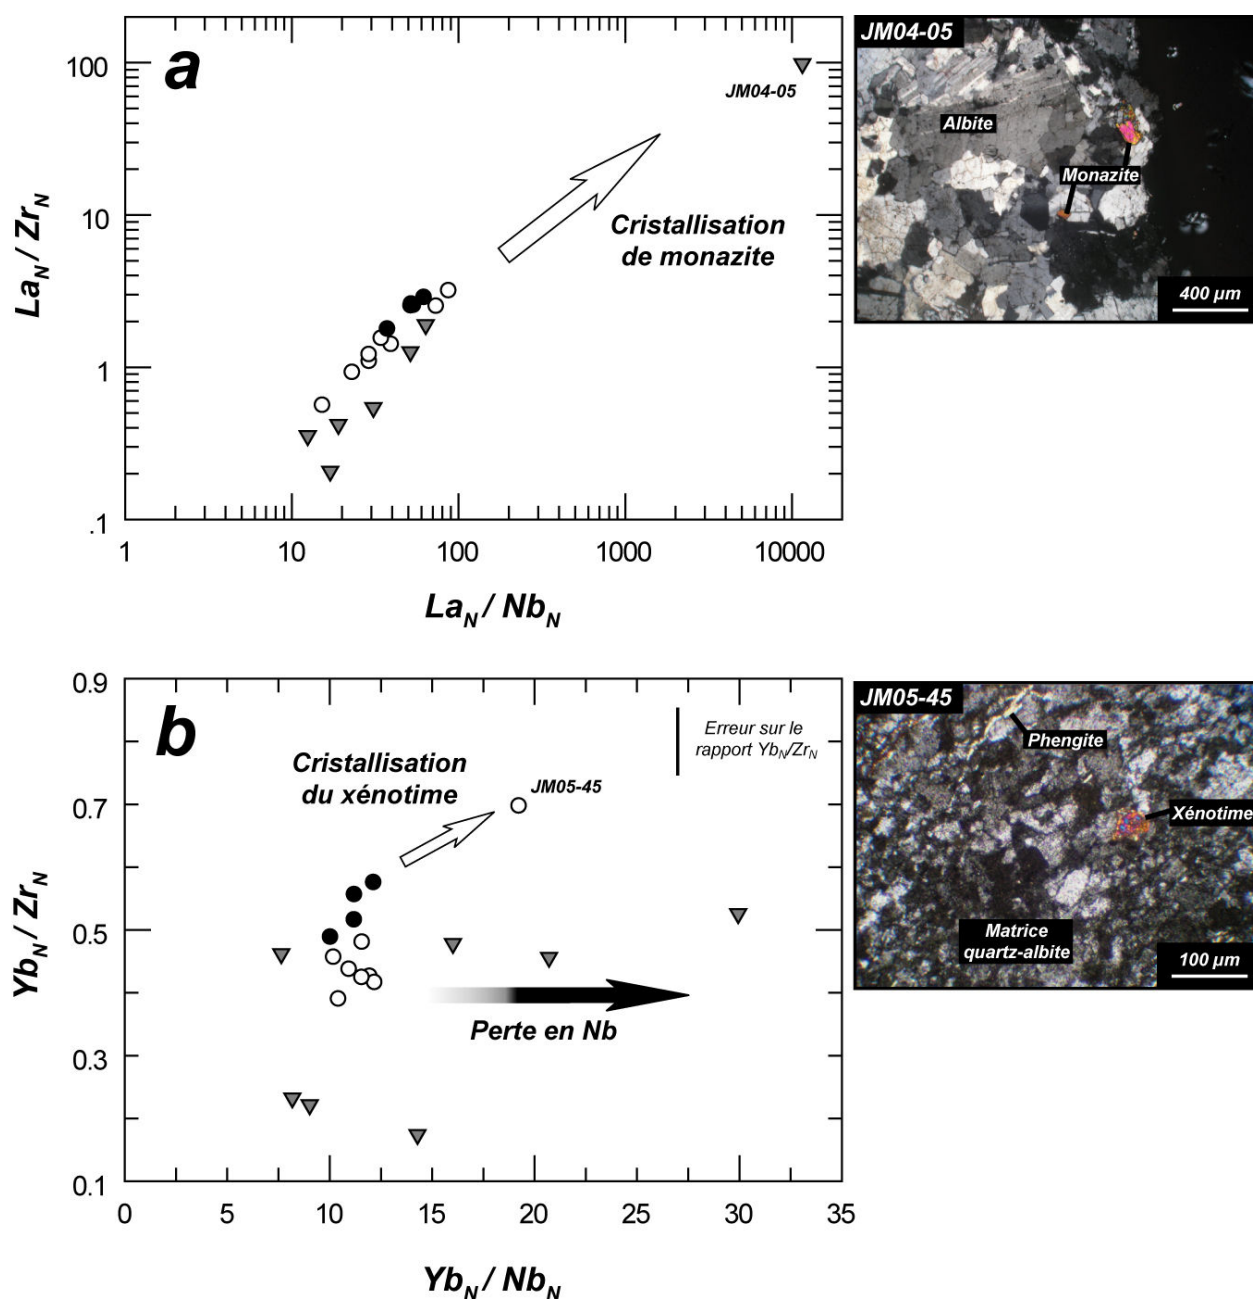 a
JM04-05
100
10
1
.1
La_N / Zr_N
JM04-05
Cristallisation
de monazite
1
10
100
1000
10000
La_N / Nb_N
Albite
Monazite
400 µm
b
JM05-45
0.9
0.7
0.5
0.3
0.1
Yb_N / Zr_N
Erreur sur le
rapport Yb_N/Zr_N
Cristallisation
du xénotime
JM05-45
Perte en Nb
0
5
10
15
20
25
30
35
Yb_N / Nb_N
Phengite
Xénotime
Matrice
quartz-albite
100 µm